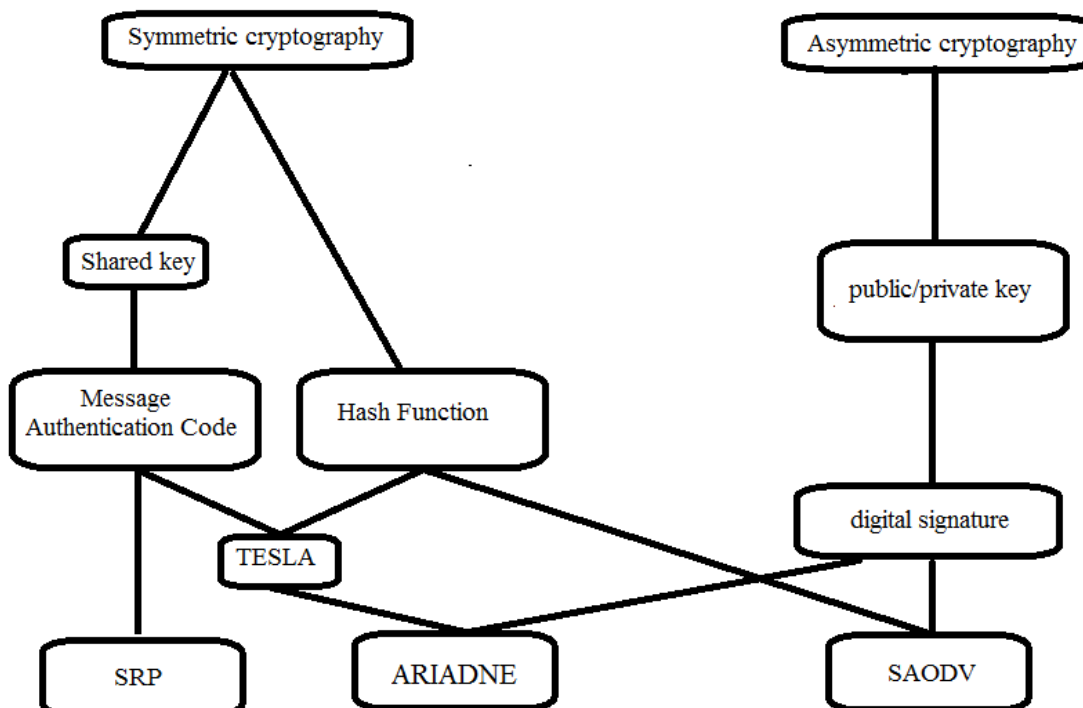 Symmetric cryptography
Asymmetric cryptography
Shared key
public/private key
Message
Authentication Code
Hash Function
digital signature
TESLA
SRP
ARIADNE
SAODV